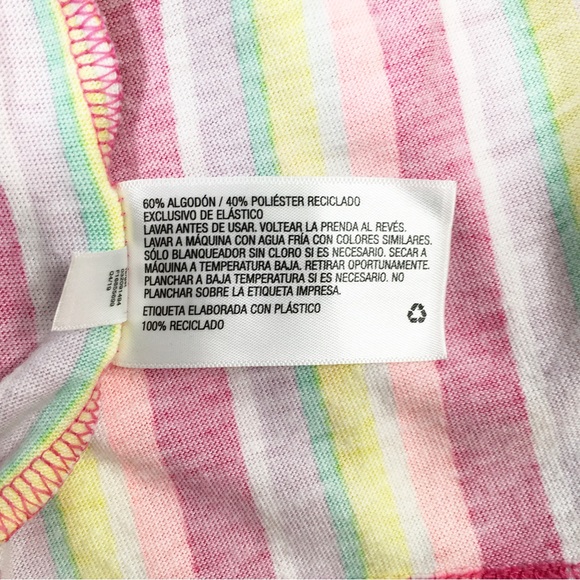 60% ALGODÓN / 40% POLIÉSTER RECICLADO
EXCLUSIVO DE ELÁSTICO
LAVAR ANTES DE USAR. VOLTEAR LA PRENDA AL REVÉS.
LAVAR A MÁQUINA CON AGUA FRÍA CON COLORES SIMILARES.
SÓLO BLANQUEADOR SIN CLORO SI ES NECESARIO. SECAR A
MÁQUINA A TEMPERATURA BAJA. RETIRAR OPORTUNAMENTE.
PLANCHAR A BAJA TEMPERATURA SI ES NECESARIO. NO
PLANCHAR SOBRE LA ETIQUETA IMPRESA.
ETIQUETA ELABORADA CON PLÁSTICO
100% RECICLADO